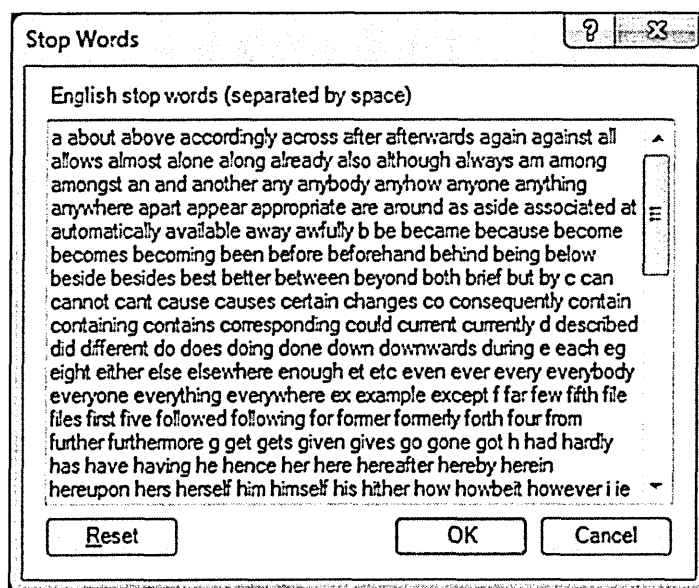 Stop Words
English stop words (separated by space)
a about above accordingly across after afterwards again against all
allows almost alone along already also although always am among
amongst an and another any anybody anyhow anyone anything
anywhere apart appear appropriate are around as aside associated at
automatically available away awfully b be became because become
becomes becoming been before beforehand behind being below
beside besides best better between beyond both brief but by c can
cannot cant cause causes certain changes co consequently contain
containing contains corresponding could current currently d described
did different do does doing done down downwards during e each eg
eight either else elsewhere enough et etc even ever every everybody
everyone everything everywhere ex example except f far few fifth file
files first five followed following for former formerly forth four from
further furthermore g get gets given gives go gone got h had hardly
has have having he hence her here hereafter hereby herein
hereupon hers herself him himself his hither how howbeit however i ie
Reset OK Cancel